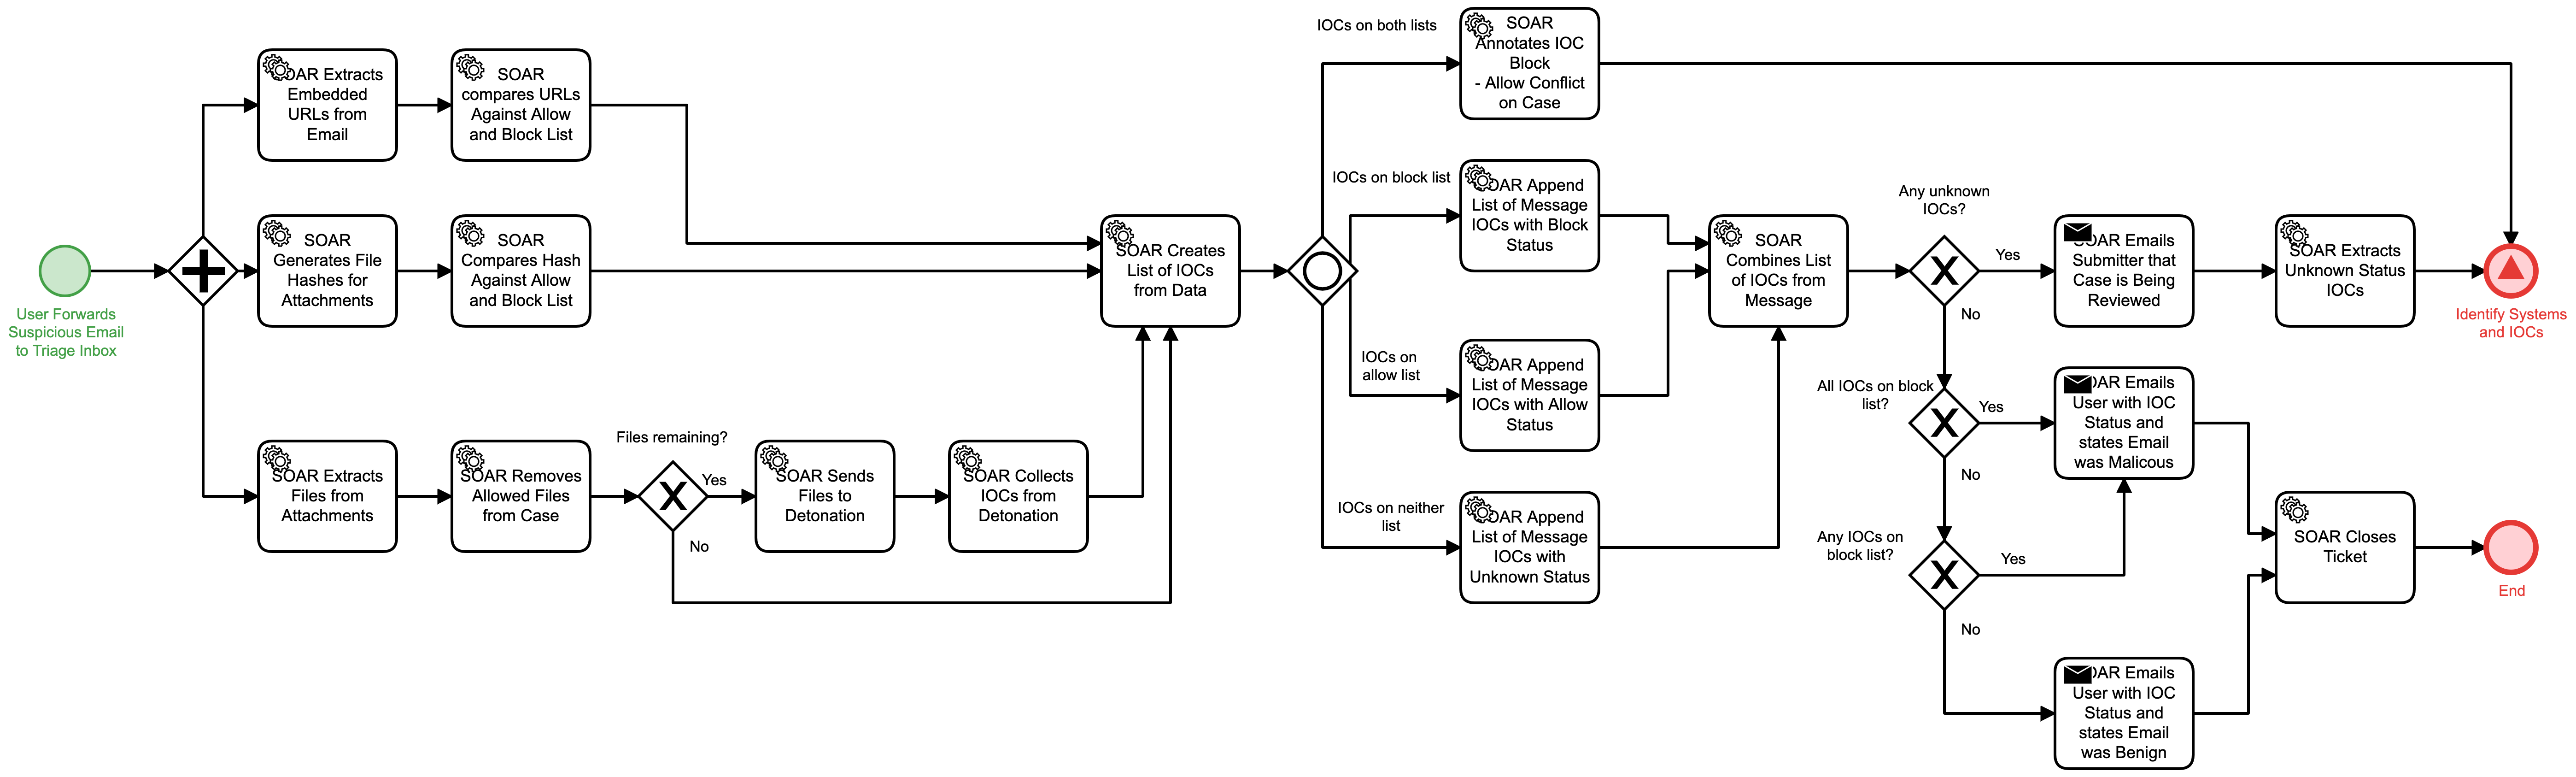 User Forwards
Suspicious Email
to Triage Inbox
SOAR Extracts
Embedded
URLs from
Email
SOAR
compares URLs
Against Allow
and Block List
SOAR
Generates File
Hashes for
Attachments
SOAR
Compares Hash
Against Allow
and Block List
SOAR Extracts
Files from
Attachments
SOAR Removes
Allowed Files
from Case
Files remaining?
Yes
No
SOAR Sends
Files to
Detonation
SOAR Collects
IOCs from
Detonation
SOAR Creates
List of IOCs
from Data
IOCs on both lists
SOAR
Annotates IOC
Block
- Allow Conflict
on Case
IOCs on block list
SOAR Append
List of Message
IOCs with Block
Status
IOCs on
allow list
SOAR Append
List of Message
IOCs with Allow
Status
IOCs on neither
list
SOAR Append
List of Message
IOCs with
Unknown Status
SOAR
Combines List
of IOCs from
Message
Any unknown
IOCs?
Yes
No
SOAR Emails
Submitter that
Case is Being
Reviewed
SOAR Extracts
Unknown Status
IOCs
Identify Systems
and IOCs
All IOCs on block
list?
Yes
No
SOAR Emails
User with IOC
Status and
states Email
was Malicous
Any IOCs on
block list?
Yes
No
SOAR Emails
User with IOC
Status and
states Email
was Benign
SOAR Closes
Ticket
End